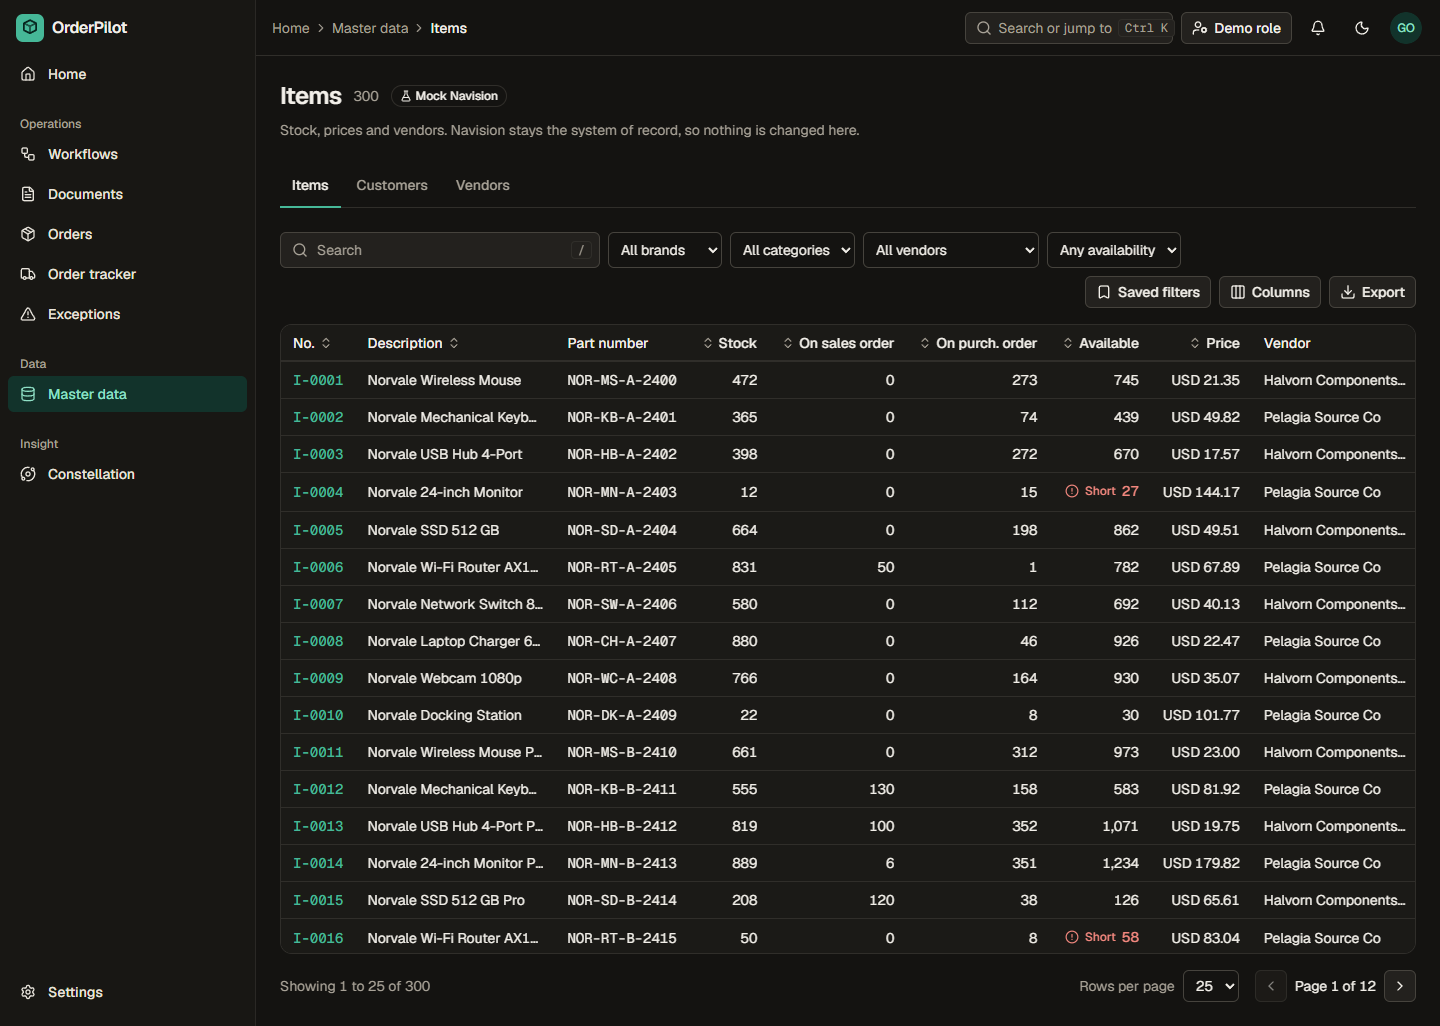 OrderPilot
Home
Operations
Workflows
Documents
Orders
Order tracker
Exceptions
Data
Master data
Insight
Constellation
Settings
Home > Master data > Items
Search or jump to Ctrl K
Demo role
GO
Items 300 Mock Navision
Stock, prices and vendors. Navision stays the system of record, so nothing is changed here.
Items Customers Vendors
Search / All brands All categories All vendors Any availability
Saved filters Columns Export
No. Description Part number Stock On sales order On purch. order Available Price Vendor
I-0001 Norvale Wireless Mouse NOR-MS-A-2400 472 0 273 745 USD 21.35 Halvorn Components…
I-0002 Norvale Mechanical Keyb… NOR-KB-A-2401 365 0 74 439 USD 49.82 Pelagia Source Co
I-0003 Norvale USB Hub 4-Port NOR-HB-A-2402 398 0 272 670 USD 17.57 Halvorn Components…
I-0004 Norvale 24-inch Monitor NOR-MN-A-2403 12 0 15 Short 27 USD 144.17 Pelagia Source Co
I-0005 Norvale SSD 512 GB NOR-SD-A-2404 664 0 198 862 USD 49.51 Halvorn Components…
I-0006 Norvale Wi-Fi Router AX1… NOR-RT-A-2405 831 50 1 782 USD 67.89 Pelagia Source Co
I-0007 Norvale Network Switch 8… NOR-SW-A-2406 580 0 112 692 USD 40.13 Halvorn Components…
I-0008 Norvale Laptop Charger 6… NOR-CH-A-2407 880 0 46 926 USD 22.47 Pelagia Source Co
I-0009 Norvale Webcam 1080p NOR-WC-A-2408 766 0 164 930 USD 35.07 Halvorn Components…
I-0010 Norvale Docking Station NOR-DK-A-2409 22 0 8 30 USD 101.77 Pelagia Source Co
I-0011 Norvale Wireless Mouse P… NOR-MS-B-2410 661 0 312 973 USD 23.00 Halvorn Components…
I-0012 Norvale Mechanical Keyb… NOR-KB-B-2411 555 130 158 583 USD 81.92 Pelagia Source Co
I-0013 Norvale USB Hub 4-Port P… NOR-HB-B-2412 819 100 352 1,071 USD 19.75 Halvorn Components…
I-0014 Norvale 24-inch Monitor P… NOR-MN-B-2413 889 6 351 1,234 USD 179.82 Pelagia Source Co
I-0015 Norvale SSD 512 GB Pro NOR-SD-B-2414 208 120 38 126 USD 65.61 Halvorn Components…
I-0016 Norvale Wi-Fi Router AX1… NOR-RT-B-2415 50 0 8 Short 58 USD 83.04 Pelagia Source Co
Showing 1 to 25 of 300
Rows per page 25 Page 1 of 12